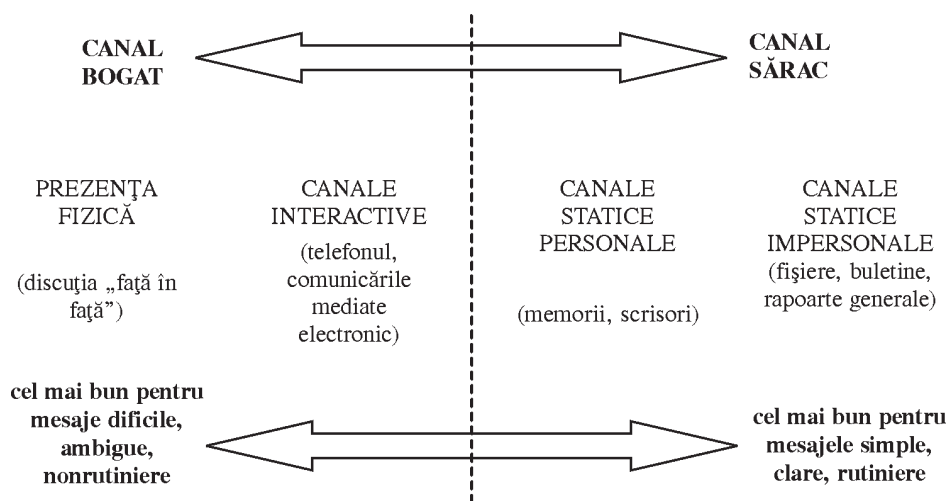 CANAL
BOGAT
CANAL
SĂRAC
PREZENŢA
FIZICĂ
(discuţia „faţă în
faţă”)
CANALE
INTERACTIVE
(telefonul,
comunicările
mediate
electronic)
CANALE
STATICE
PERSONALE
(memorii, scrisori)
CANALE
STATICE
IMPERSONALE
(fişiere, buletine,
rapoarte generale)
cel mai bun pentru
mesaje dificile,
ambigue,
nonrutiniere
cel mai bun pentru
mesajele simple,
clare, rutiniere